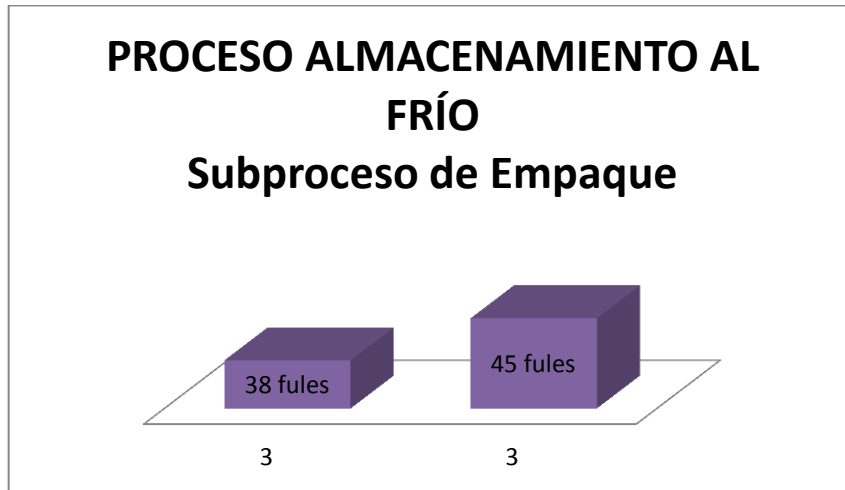 PROCESO ALMACENAMIENTO AL
FRÍO
Subproceso de Empaque
38 fules
45 fules
3
3